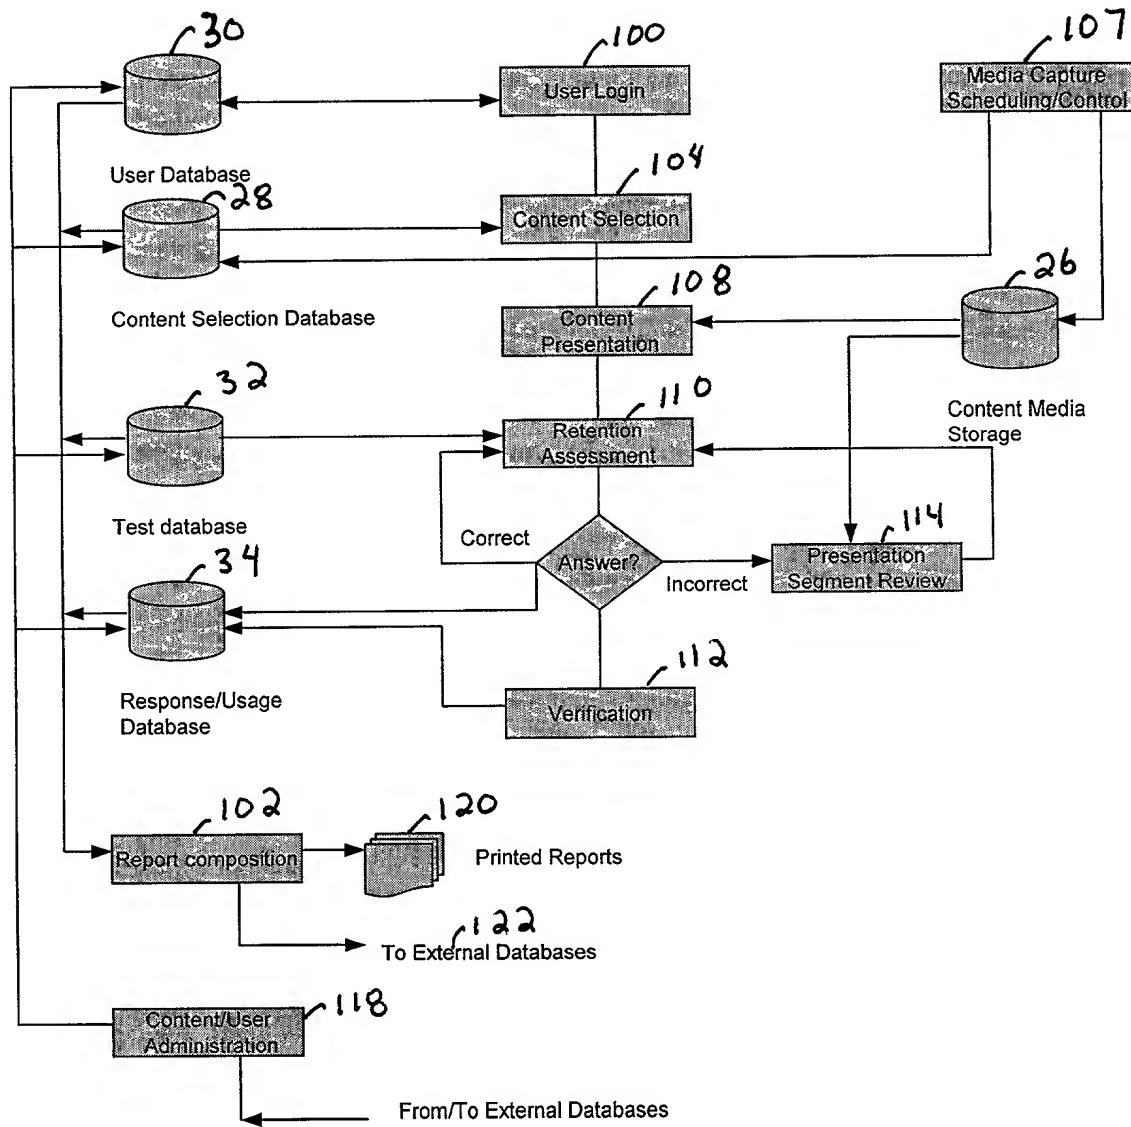 30
100
107
User Login
Media Capture
Scheduling/Control
User Database
104
28
Content Selection
108
26
Content Selection Database
Content
Presentation
32
110
Content Media
Storage
Retention
Assessment
Test database
Correct
114
34
Answer?
Incorrect
Presentation
Segment Review
112
Response/Usage
Database
Verification
102
120
Report composition
Printed Reports
122
To External Databases
118
Content/User
Administration
From/To External Databases